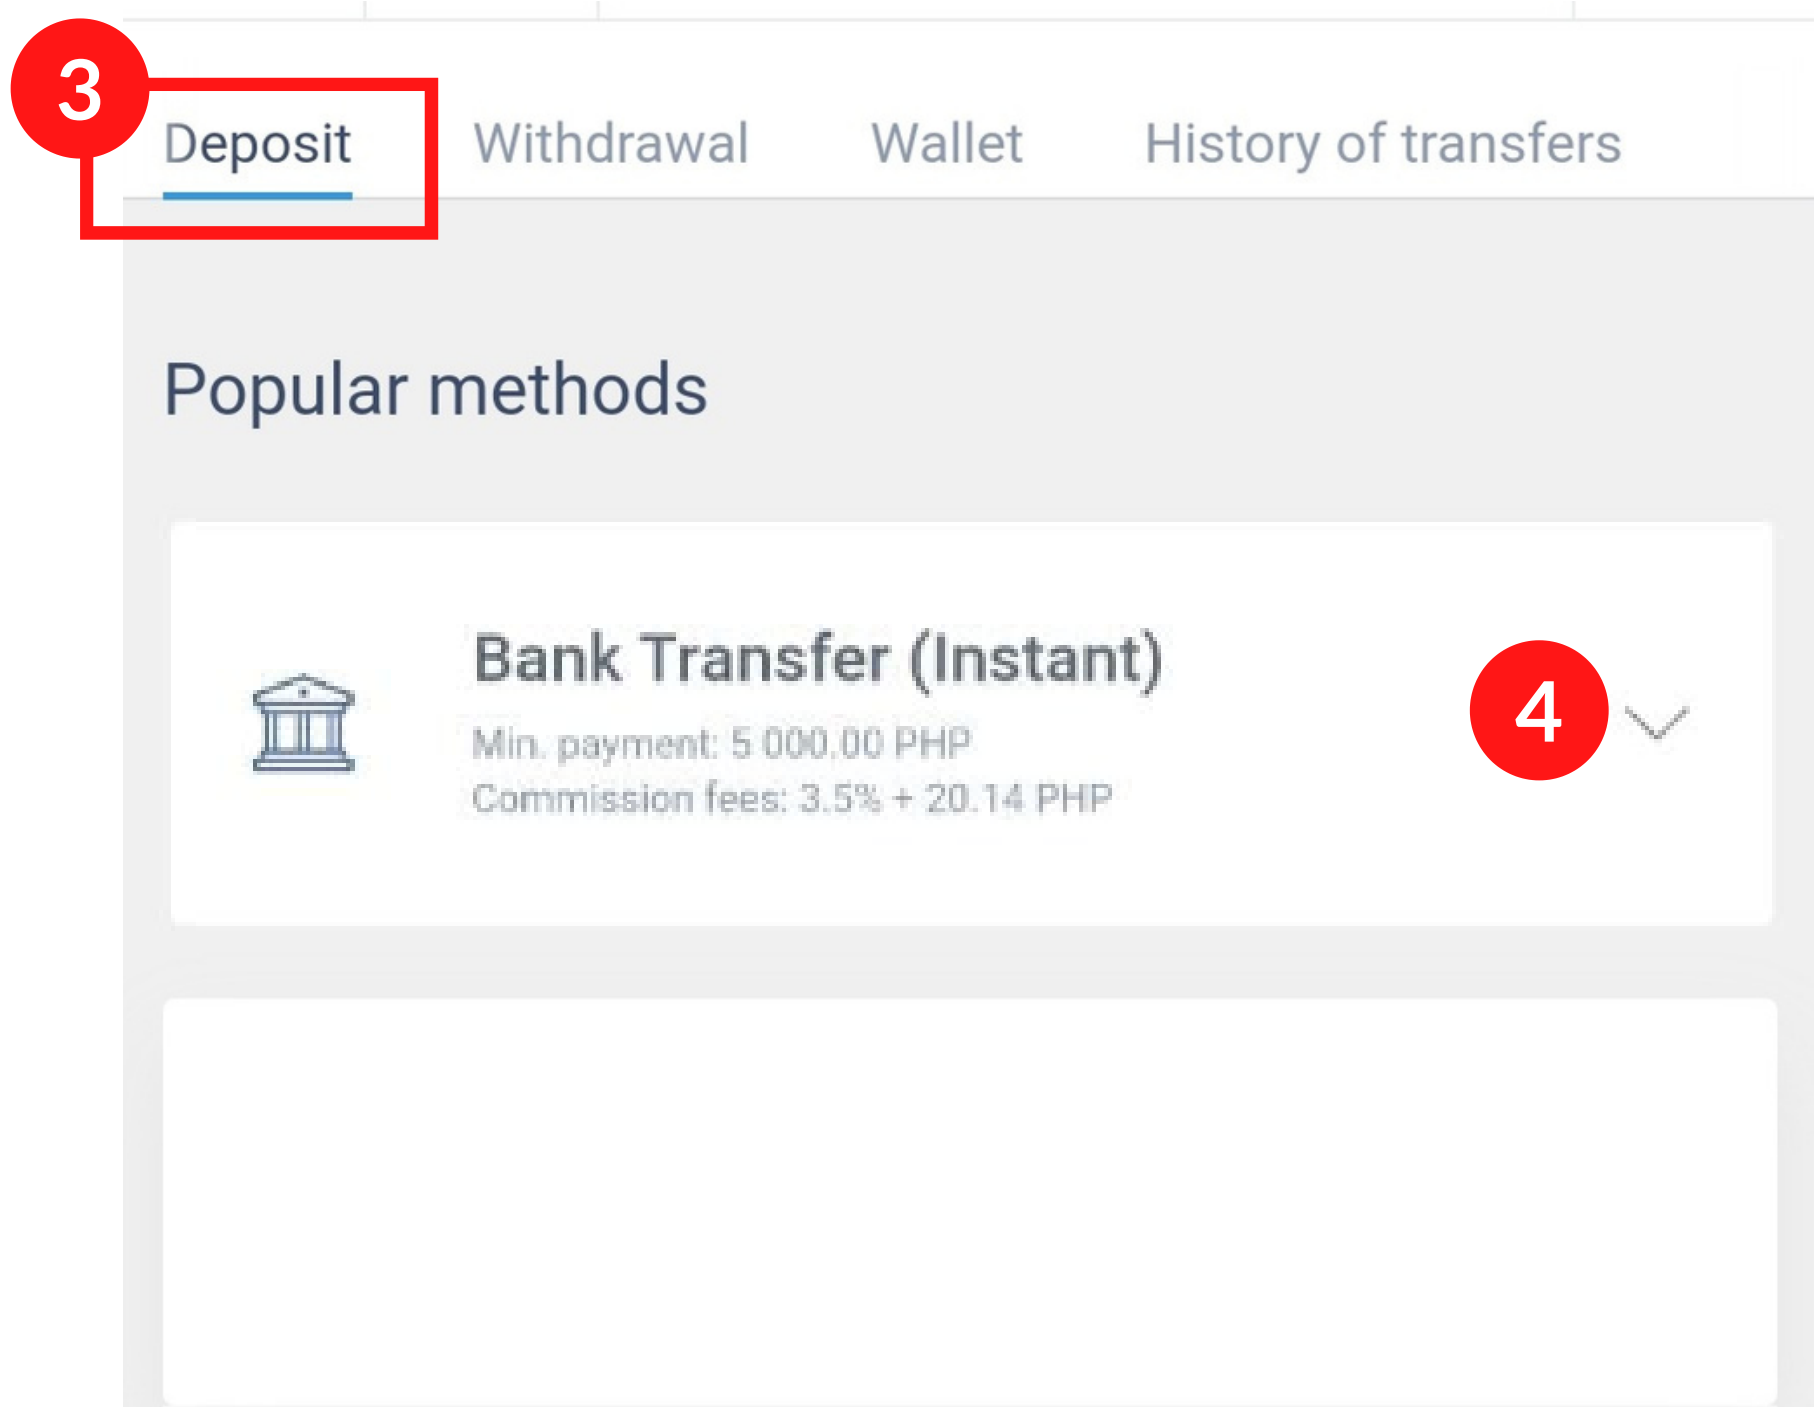 3
Deposit Withdrawal Wallet History of transfers
Popular methods
Bank Transfer (Instant)
Min. payment: 5 000.00 PHP
Commission fees: 3.5% + 20.14 PHP
4